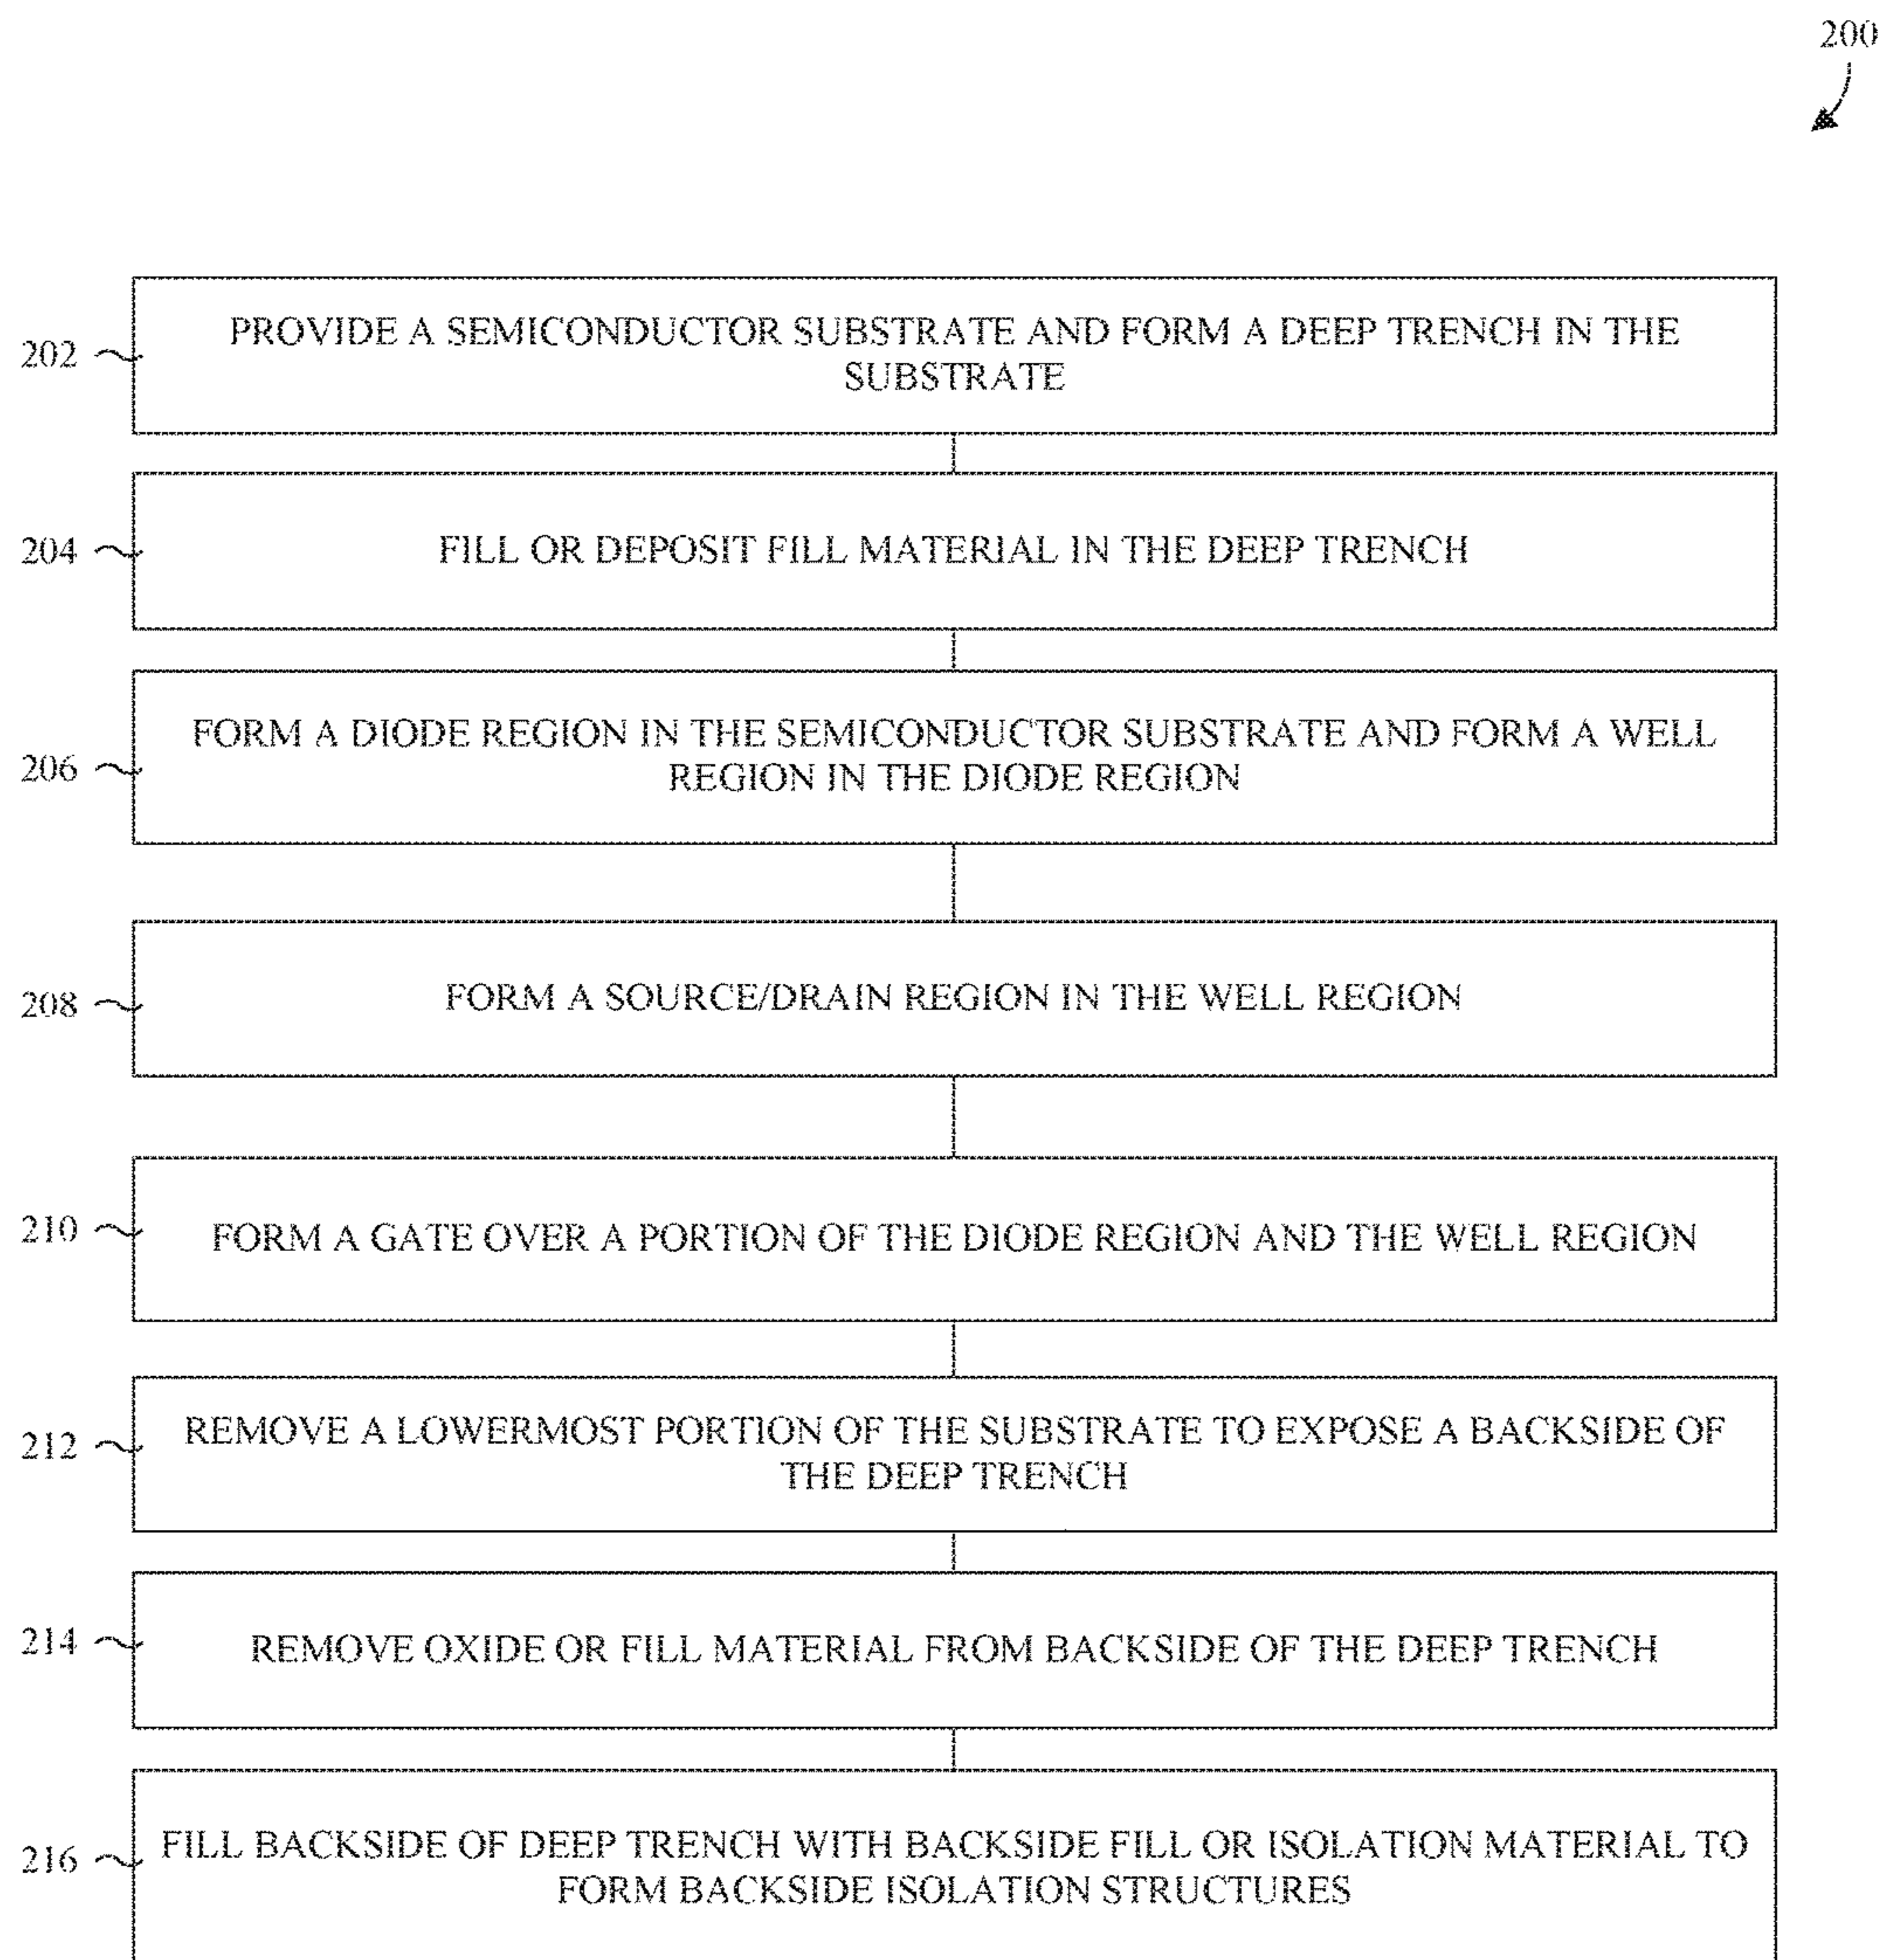 200
202
PROVIDE A SEMICONDUCTOR SUBSTRATE AND FORM A DEEP TRENCH IN THE
SUBSTRATE
204
FILL OR DEPOSIT FILL MATERIAL IN THE DEEP TRENCH
206
FORM A DIODE REGION IN THE SEMICONDUCTOR SUBSTRATE AND FORM A WELL
REGION IN THE DIODE REGION
208
FORM A SOURCE/DRAIN REGION IN THE WELL REGION
210
FORM A GATE OVER A PORTION OF THE DIODE REGION AND THE WELL REGION
212
REMOVE A LOWERMOST PORTION OF THE SUBSTRATE TO EXPOSE A BACKSIDE OF
THE DEEP TRENCH
214
REMOVE OXIDE OR FILL MATERIAL FROM BACKSIDE OF THE DEEP TRENCH
216
FILL BACKSIDE OF DEEP TRENCH WITH BACKSIDE FILL OR ISOLATION MATERIAL TO
FORM BACKSIDE ISOLATION STRUCTURES